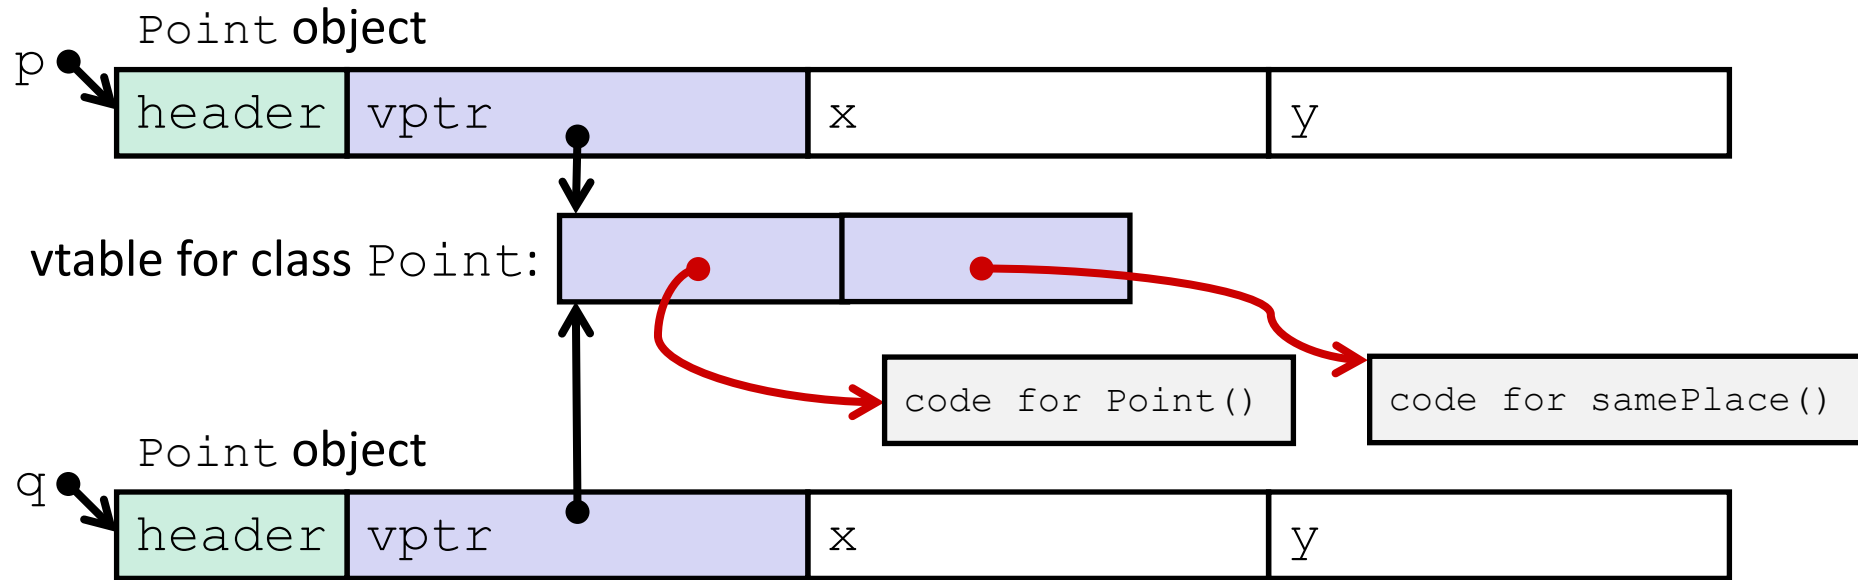 Point object
p
header vptr x y
vtable for class Point:
code for Point() code for samePlace()
Point object
q
header vptr x y